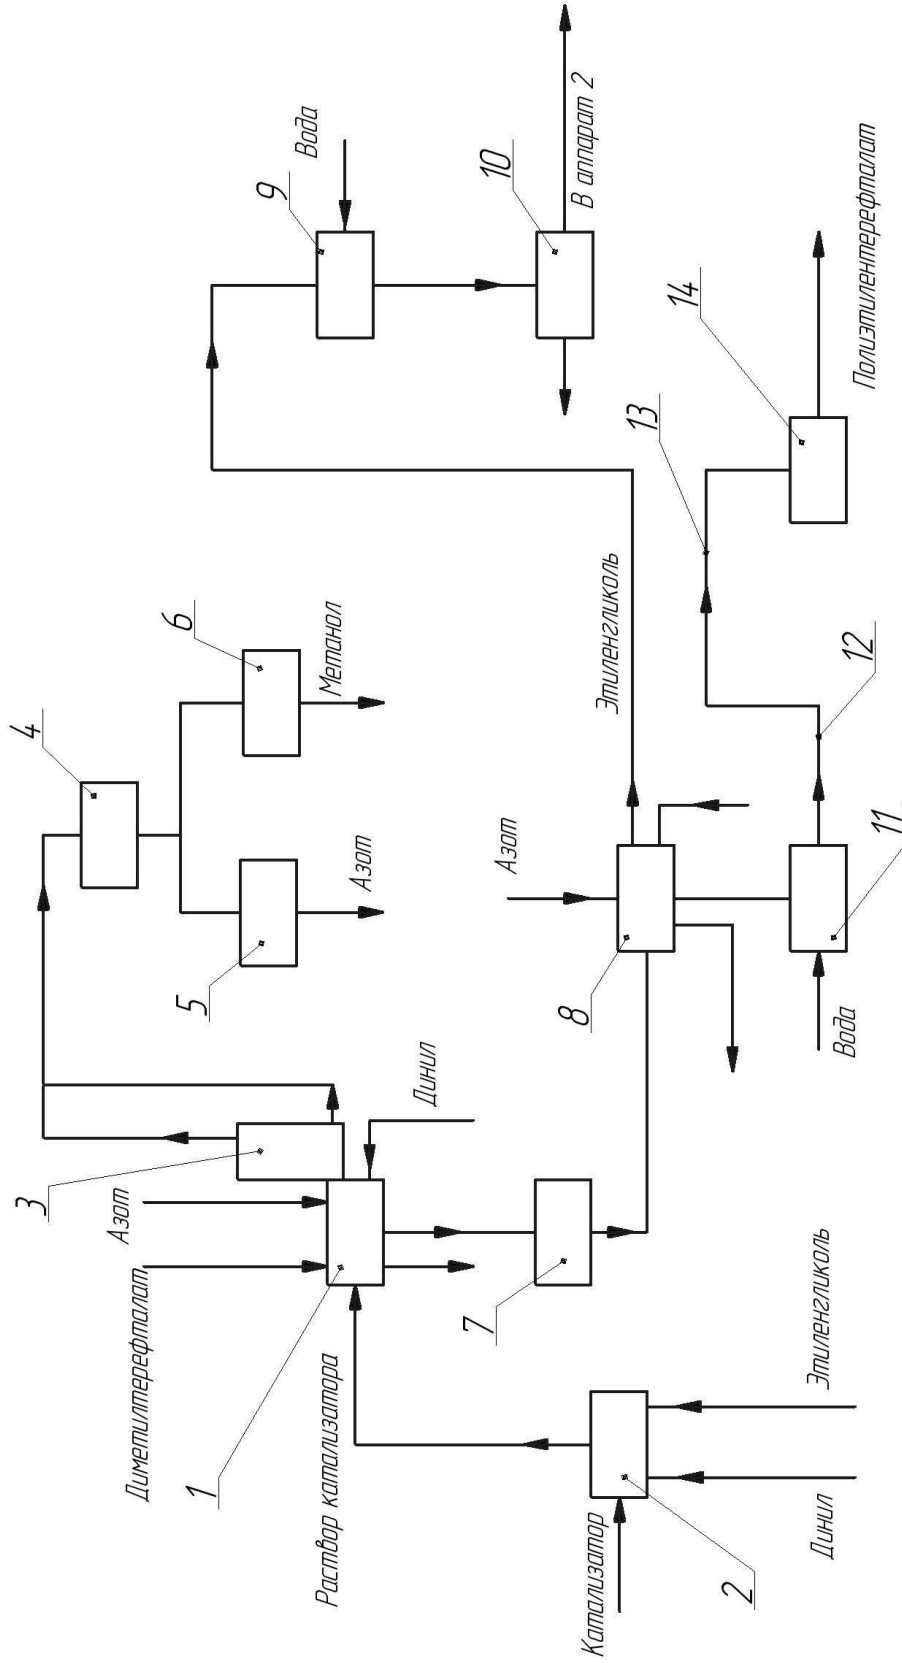 3
4
Азот
Диметилтерефталат
6
5
1
9
Вода
Раствор катализатора
Метанол
Азот
Динил
7
10
Азот
8
В аппарат 2
Катализатор
Этиленгликоль
13
14
2
Динил
Этиленгликоль
Вода
12
Полиэтилентерефталат
11